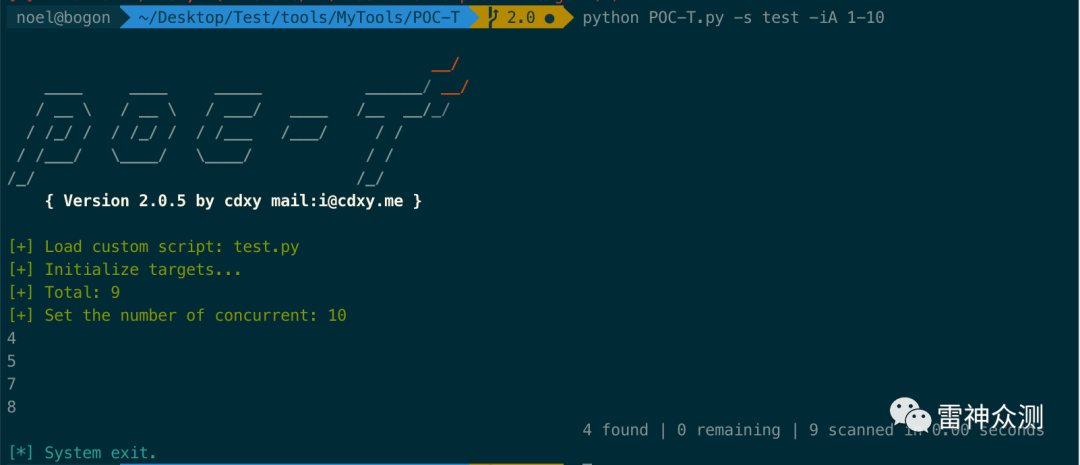 noel@bogon ~/Desktop/Test/tools/MyTools/POC-T 2.0 ● python POC-T.py -s test -iA 1-10
POC-T
{ Version 2.0.5 by cdxy mail:i@cdxy.me }
[+] Load custom script: test.py
[+] Initialize targets...
[+] Total: 9
[+] Set the number of concurrent: 10
4
5
7
8
雷神众测
4 found | 0 remaining | 9 scanned in 0.00 seconds
[*] System exit.